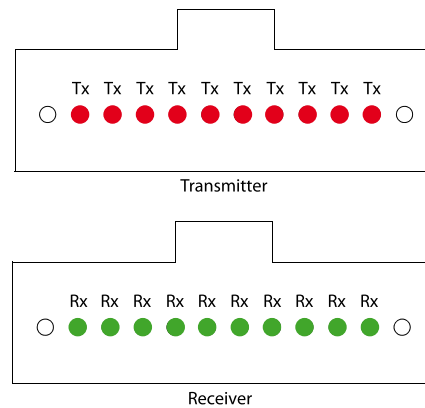 Tx Tx Tx Tx Tx Tx Tx Tx Tx Tx
Transmitter
Rx Rx Rx Rx Rx Rx Rx Rx Rx Rx
Receiver